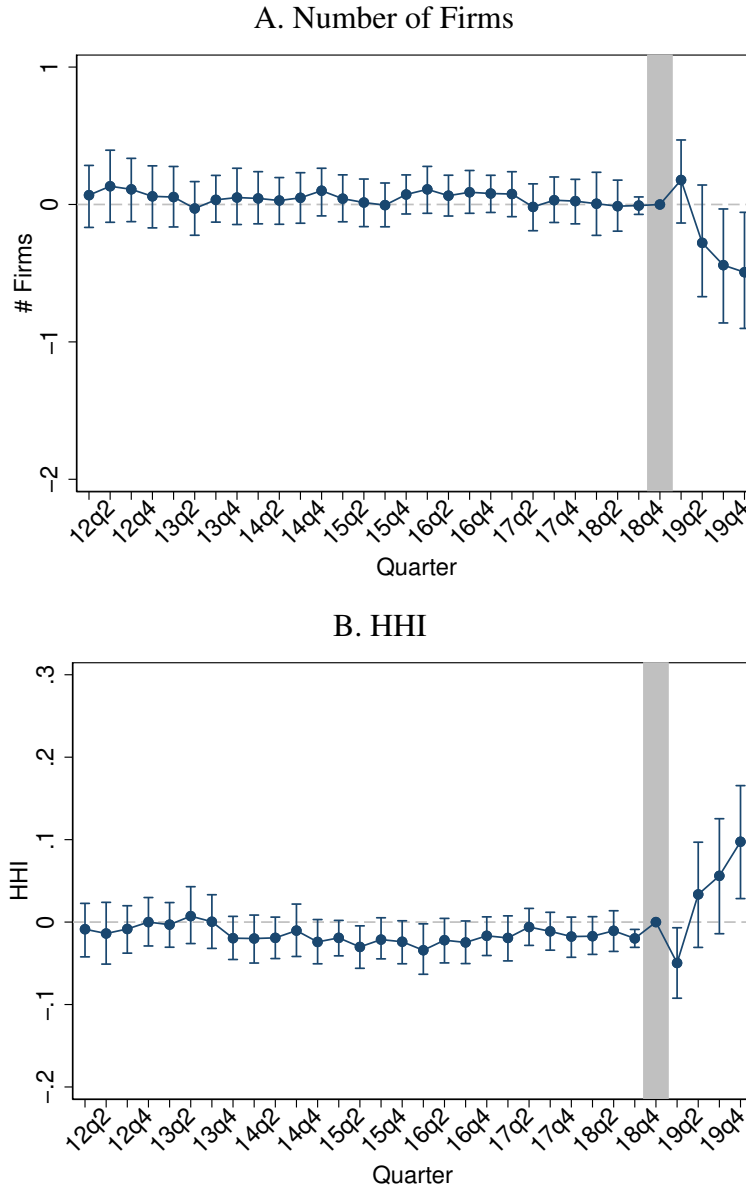 A. Number of Firms
1
0
−1
−2
# Firms
12q2 12q4 13q2 13q4 14q2 14q4 15q2 15q4 16q2 16q4 17q2 17q4 18q2 18q4 19q2 19q4
Quarter
B. HHI
.3
.2
.1
0
−.1
−.2
HHI
12q2 12q4 13q2 13q4 14q2 14q4 15q2 15q4 16q2 16q4 17q2 17q4 18q2 18q4 19q2 19q4
Quarter